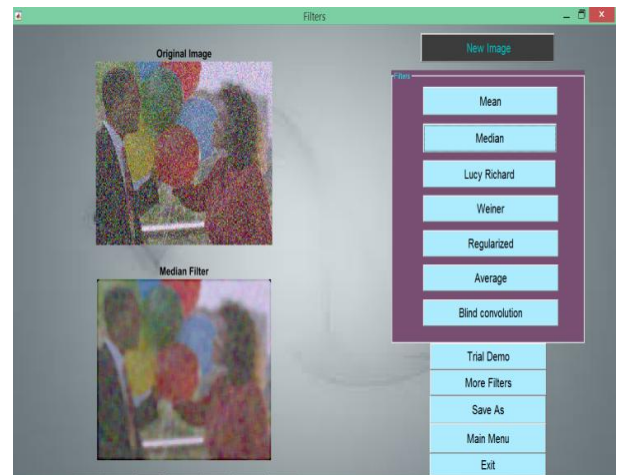 Filters
Original Image
New Image
Filters
Mean
Median
Lucy Richard
Weiner
Regularized
Median Filter
Average
Blind convolution
Trial Demo
More Filters
Save As
Main Menu
Exit